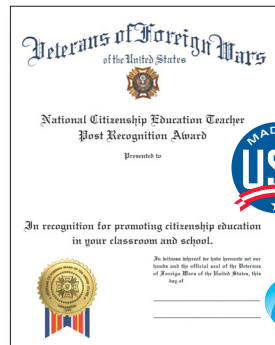 Veterans of Foreign Wars
of the United States
National Citizenship Education Teacher
Post Recognition Award
Presented to
MADE
US
In recognition for promoting citizenship education
in your classroom and school.
In witness whereof we have hereunto set our
hands and the official seal of the Veterans
of Foreign Wars of the United States, this
day of